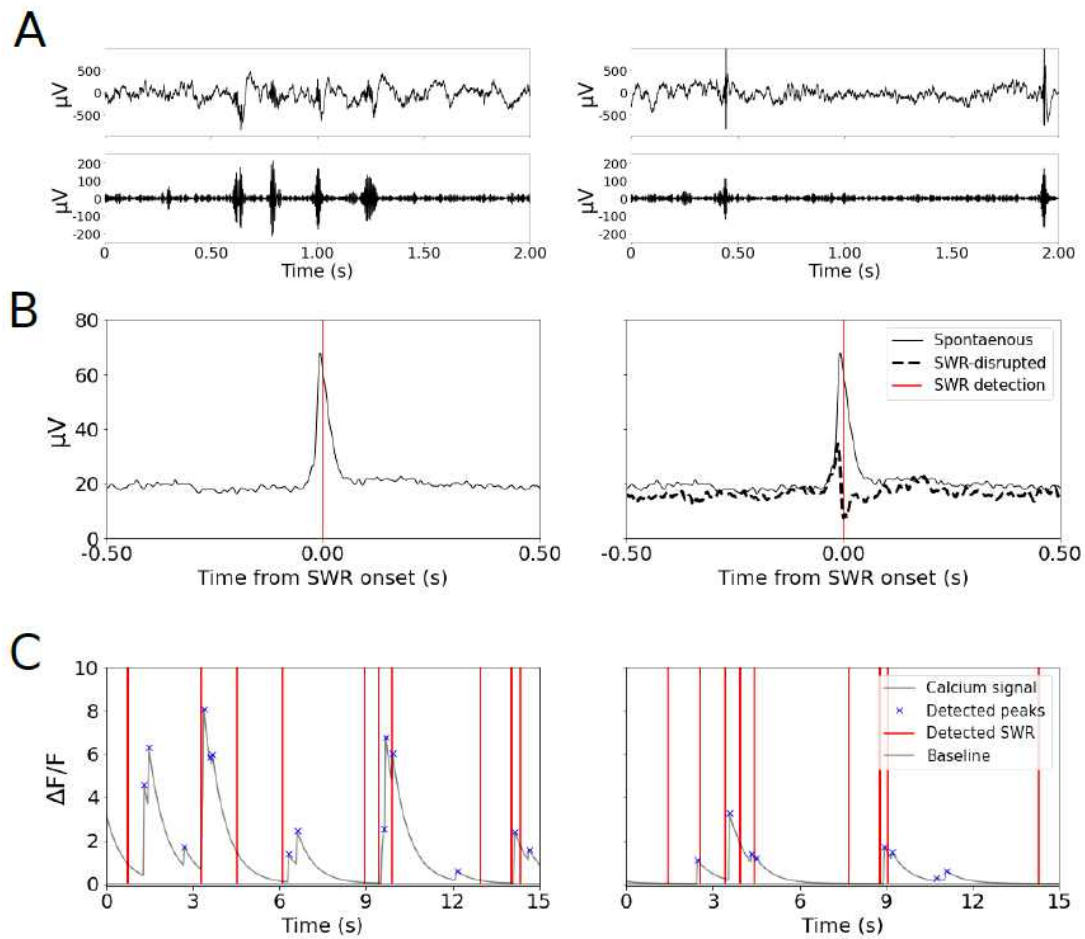 A
500
0
-500
µV
500
0
-500
µV
200
100
0
-100
-200
µV
0
0.50
1.00
1.50
2.00
Time (s)
200
100
0
-100
-200
µV
0
0.50
1.00
1.50
2.00
Time (s)
B
80
60
40
20
0
µV
-0.50
0.00
0.50
Time from SWR onset (s)
Spontaenous
SWR-disrupted
SWR detection
-0.50
0.00
0.50
Time from SWR onset (s)
C
10
8
6
4
2
0
ΔF/F
0
3
6
9
12
15
Time (s)
Calcium signal
Detected peaks
Detected SWR
Baseline
0
3
6
9
12
15
Time (s)